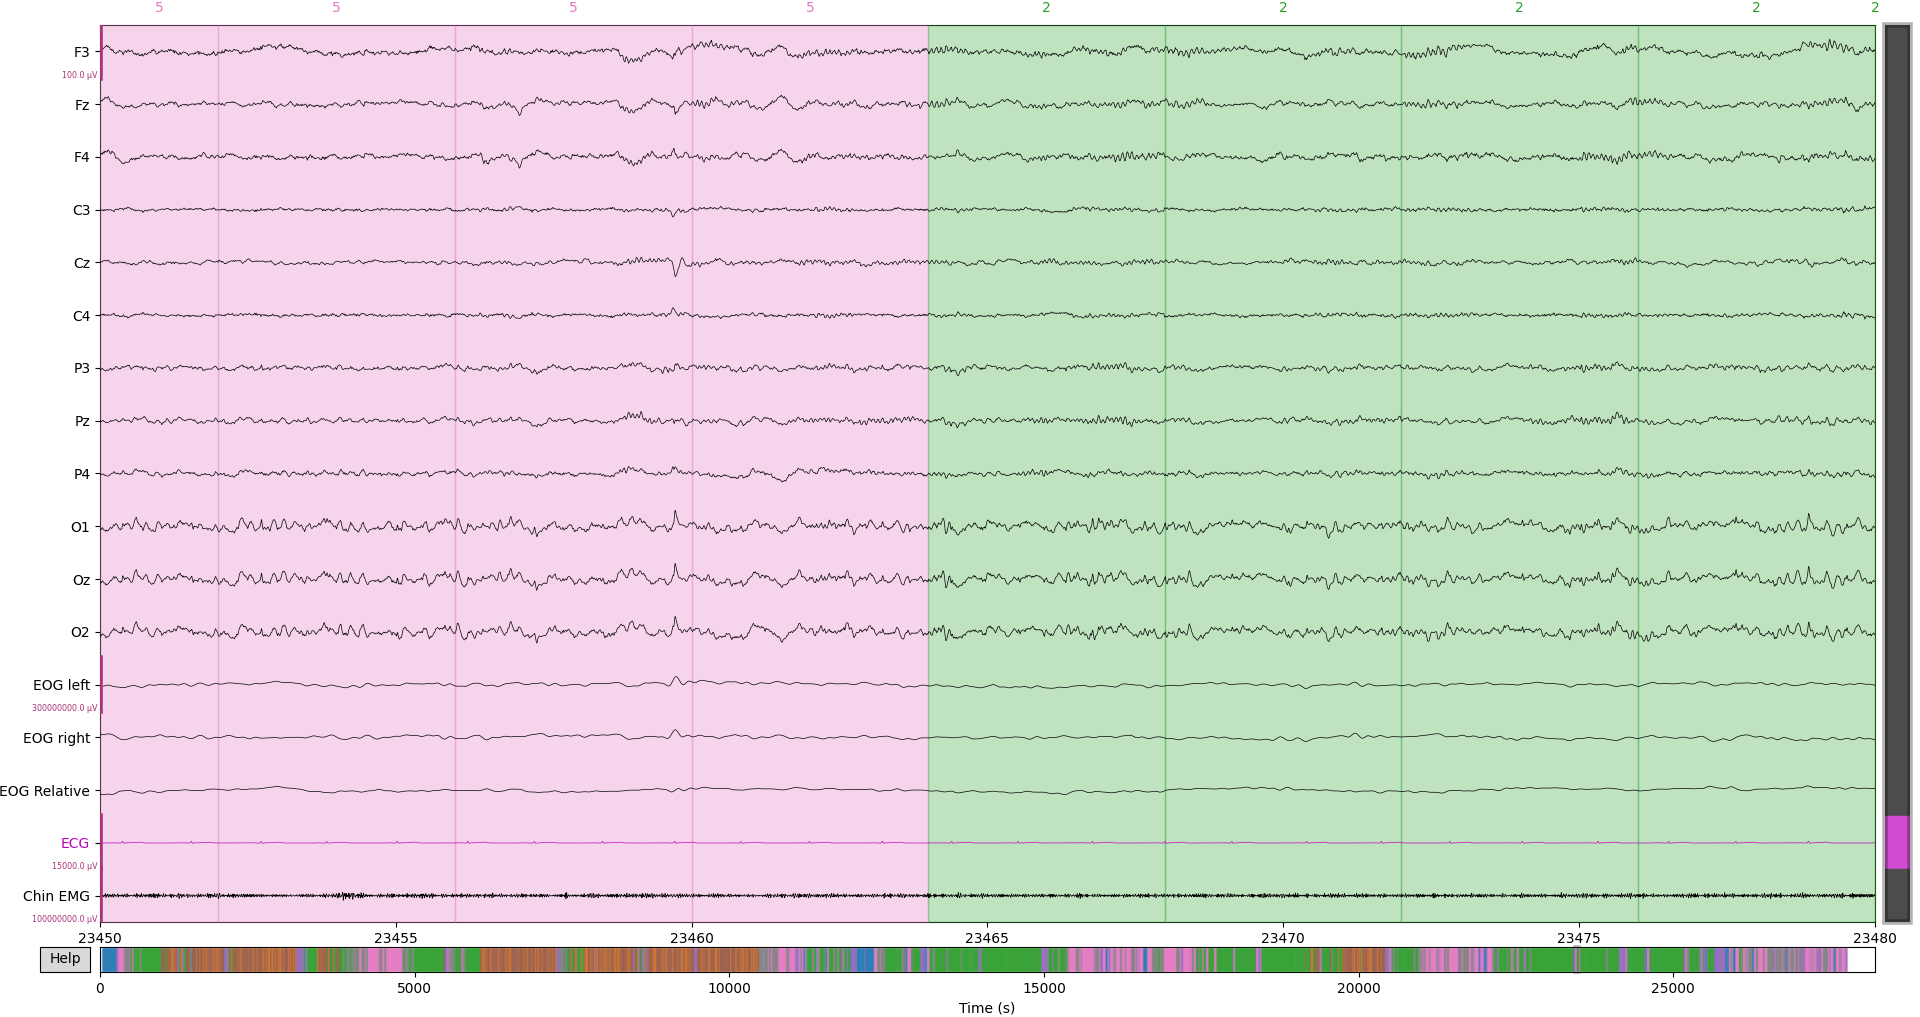 5 5 5 5 2 2 2 2 2
F3
100.0 µV
Fz
F4
C3
Cz
C4
P3
Pz
P4
O1
Oz
O2
EOG left
300000000.0 µV
EOG right
EOG Relative
ECG
15000.0 µV
Chin EMG
100000000.0 µV
23450 23455 23460 23465 23470 23475 23480
Help
0 5000 10000 15000 20000 25000
Time (s)